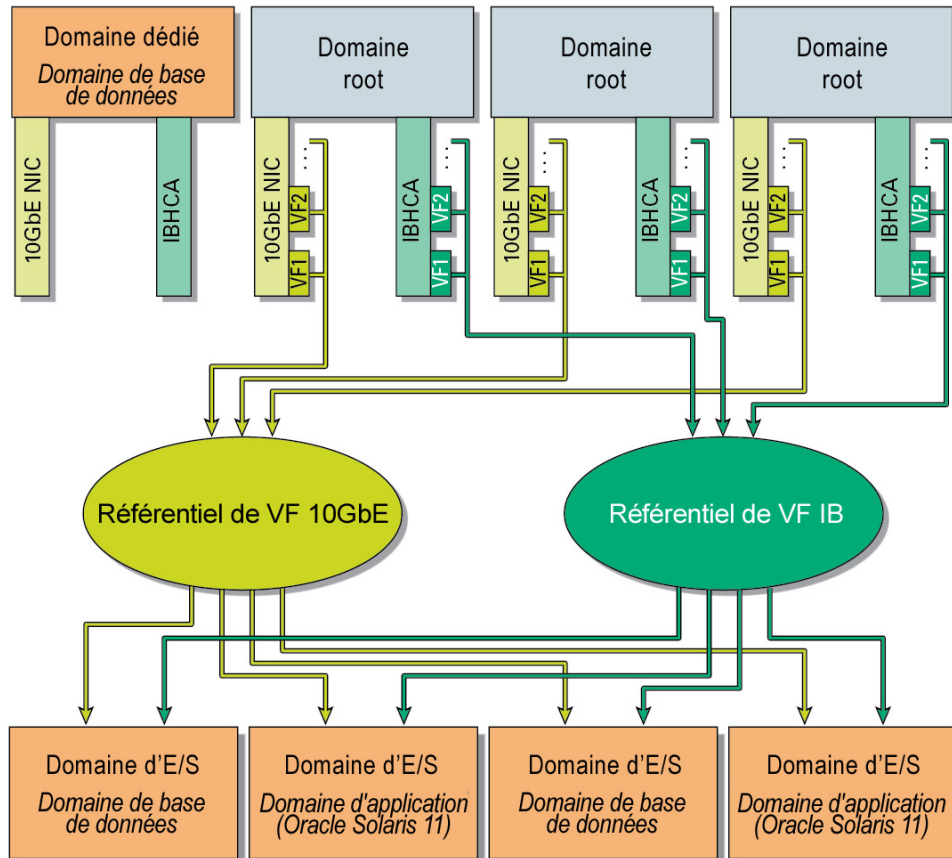 Domaine dédié
Domaine de base
de données
Domaine
root
Domaine
root
Domaine
root
10GbE NIC
IBHCA
10GbE NIC
VF2
VF1
IBHCA
VF2
VF1
10GbE NIC
VF2
VF1
IBHCA
VF2
VF1
10GbE NIC
VF2
VF1
IBHCA
VF2
VF1
Référentiel de VF 10GbE
Référentiel de VF IB
Domaine d'E/S
Domaine de base
de données
Domaine d'E/S
Domaine d'application
(Oracle Solaris 11)
Domaine d'E/S
Domaine de base
de données
Domaine d'E/S
Domaine d'application
(Oracle Solaris 11)